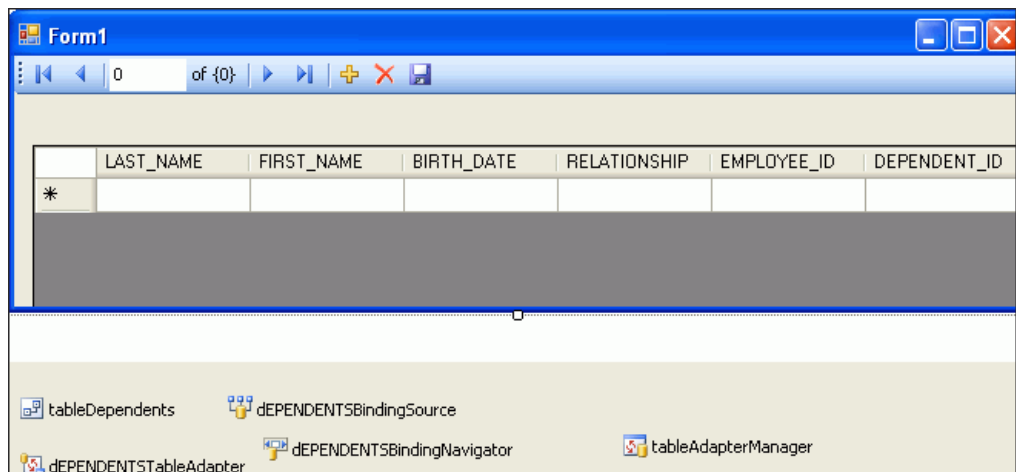 Form1
0 of {0}
LAST_NAME FIRST_NAME BIRTH_DATE RELATIONSHIP EMPLOYEE_ID DEPENDENT_ID
tableDependents dEPENDENTSBindingSource
dEPENDENTSBindingNavigator tableAdapterManager
dEPENDENTSTableAdapter